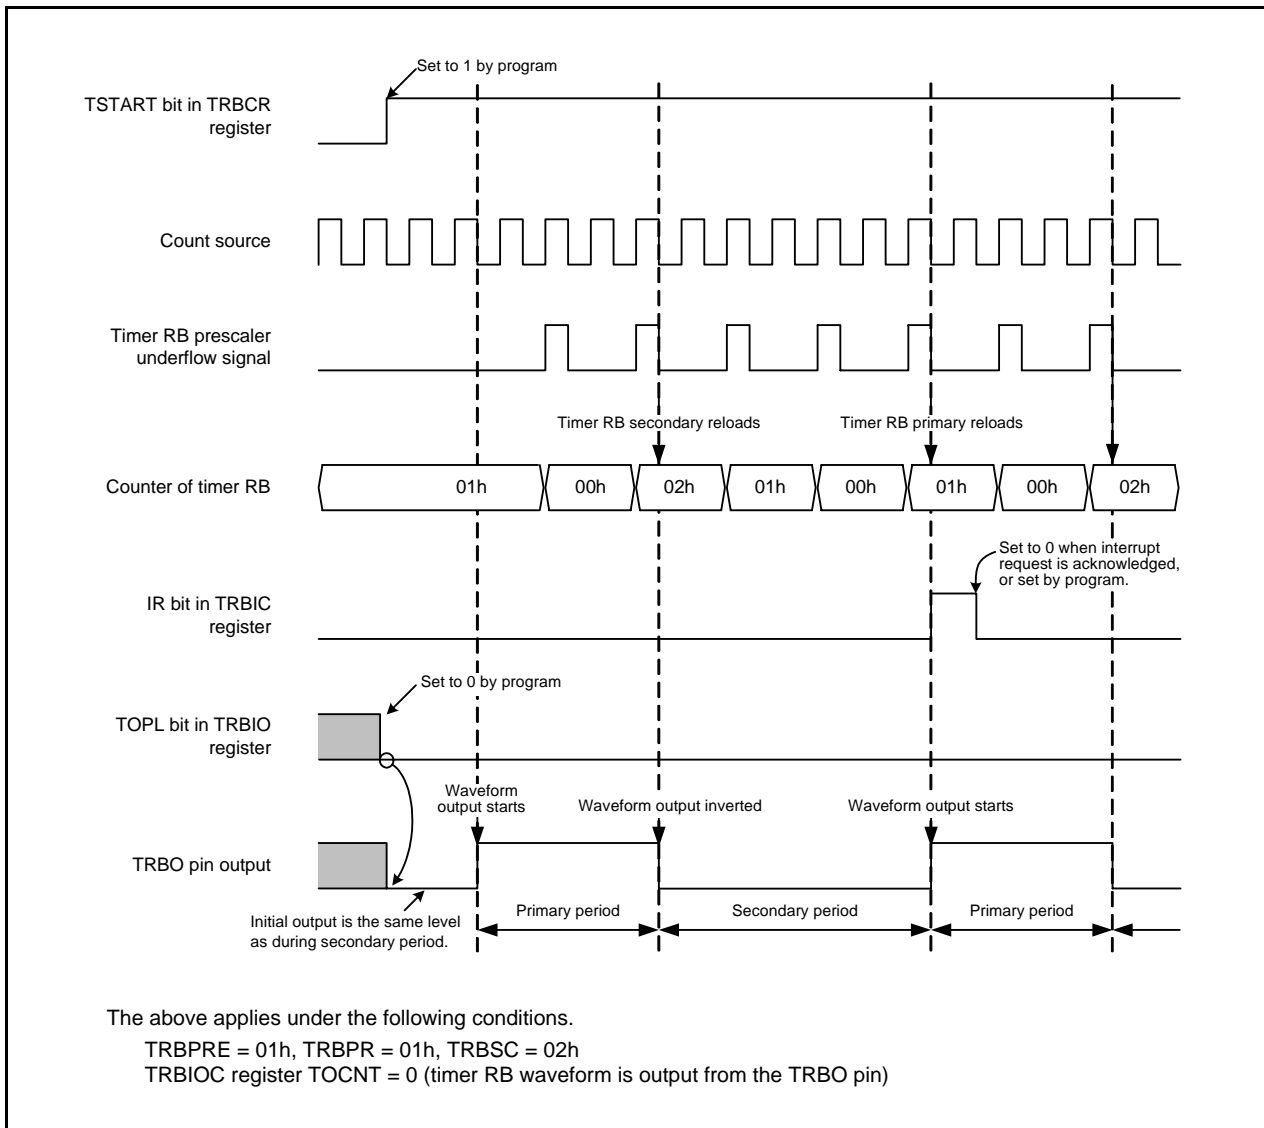 Set to 1 by program
TSTART bit in TRBCR
register
Count source
Timer RB prescaler
underflow signal
Timer RB secondary reloads
Timer RB primary reloads
Counter of timer RB
01h
00h
02h
01h
00h
01h
00h
02h
Set to 0 when interrupt
request is acknowledged,
or set by program.
IR bit in TRBIC
register
Set to 0 by program
TOPL bit in TRBIO
register
Waveform
output starts
Waveform output inverted
Waveform output starts
TRBO pin output
Initial output is the same level
as during secondary period.
Primary period
Secondary period
Primary period
The above applies under the following conditions.
TRBPRE = 01h, TRBPR = 01h, TRBSC = 02h
TRBIOC register TOCNT = 0 (timer RB waveform is output from the TRBO pin)